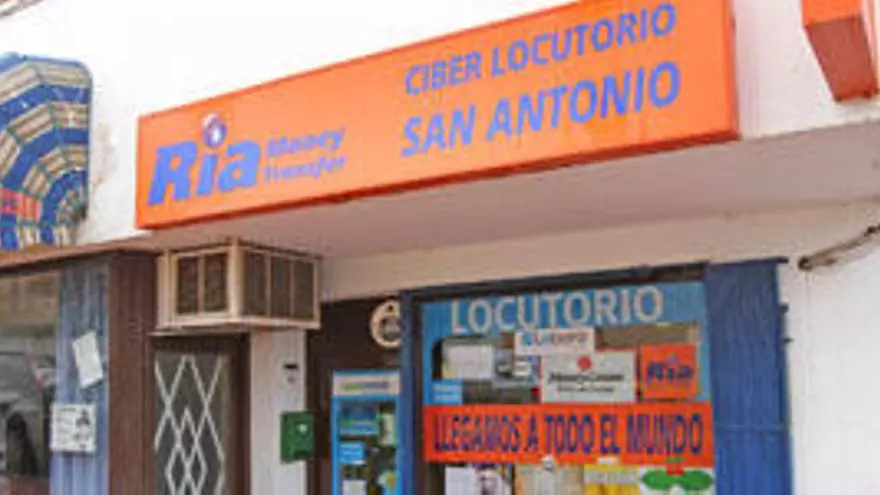 CIBER LOCUTORIO
SAN ANTONIO
Ria Money
Transfer
LOCUTORIO
Ria
LLEGAMOS A TODO EL MUNDO